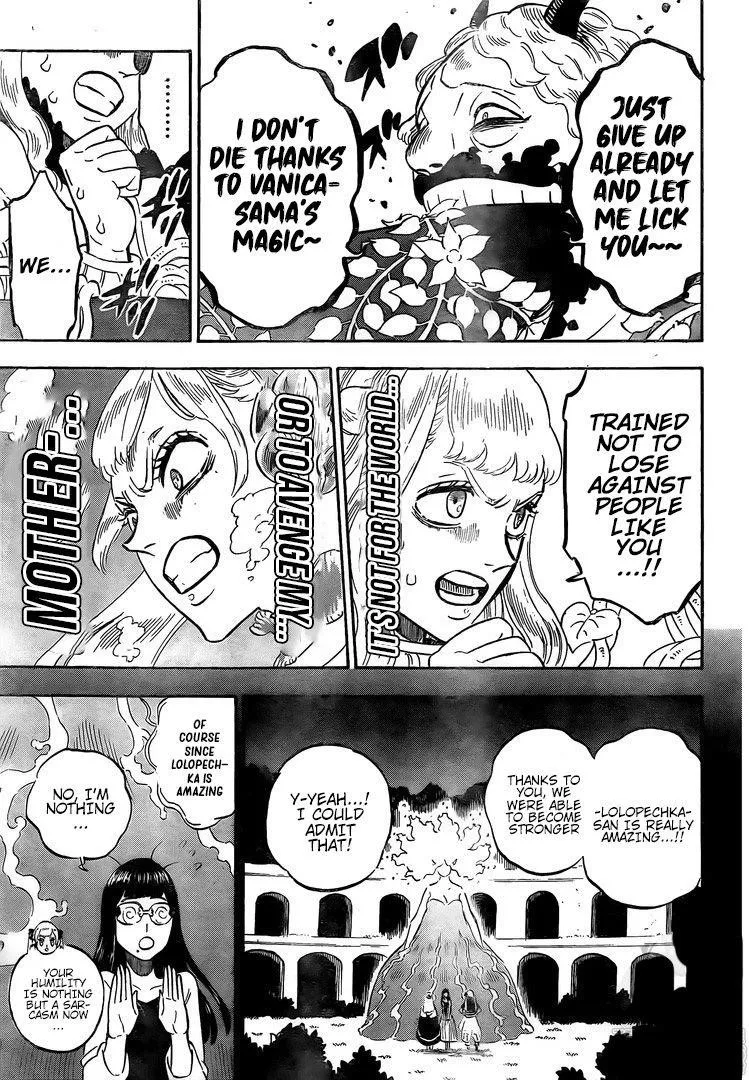 JUST
GIVE UP
ALREADY
AND LET
ME LICK
YOU~~
I DON'T
DIE THANKS
TO VANICA-
SAMA'S
MAGIC~
.........
WE...
TRAINED
NOT TO
LOSE
AGAINST
PEOPLE
LIKE
YOU
...!!
IT'S NOT FOR THE WORLD...
OR TO AVENGE MY...
MOTHER-...
-LOLOPECHKA-
SAN IS REALLY
AMAZING...!!
THANKS TO
YOU, WE
WERE ABLE
TO BECOME
STRONGER
Y-YEAH...!
I COULD
ADMIT
THAT!
OF
COURSE
SINCE
LOLOPECH-
KA IS
AMAZING
NO, I'M
NOTHING
...
YOUR
HUMILITY
IS NOTHING
BUT A SAR-
CASM NOW
...